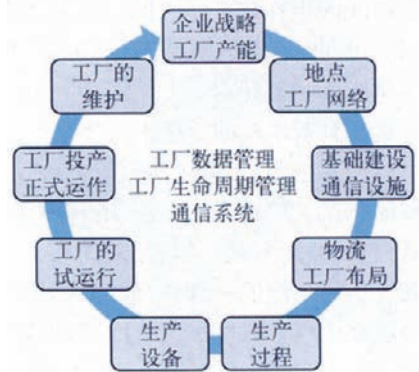 企业战略
工厂产能
地点
工厂网络
基础建设
通信设施
物流
工厂布局
生产
过程
生产
设备
工厂的
试运行
工厂投产
正式运作
工厂的
维护
工厂数据管理
工厂生命周期管理
通信系统